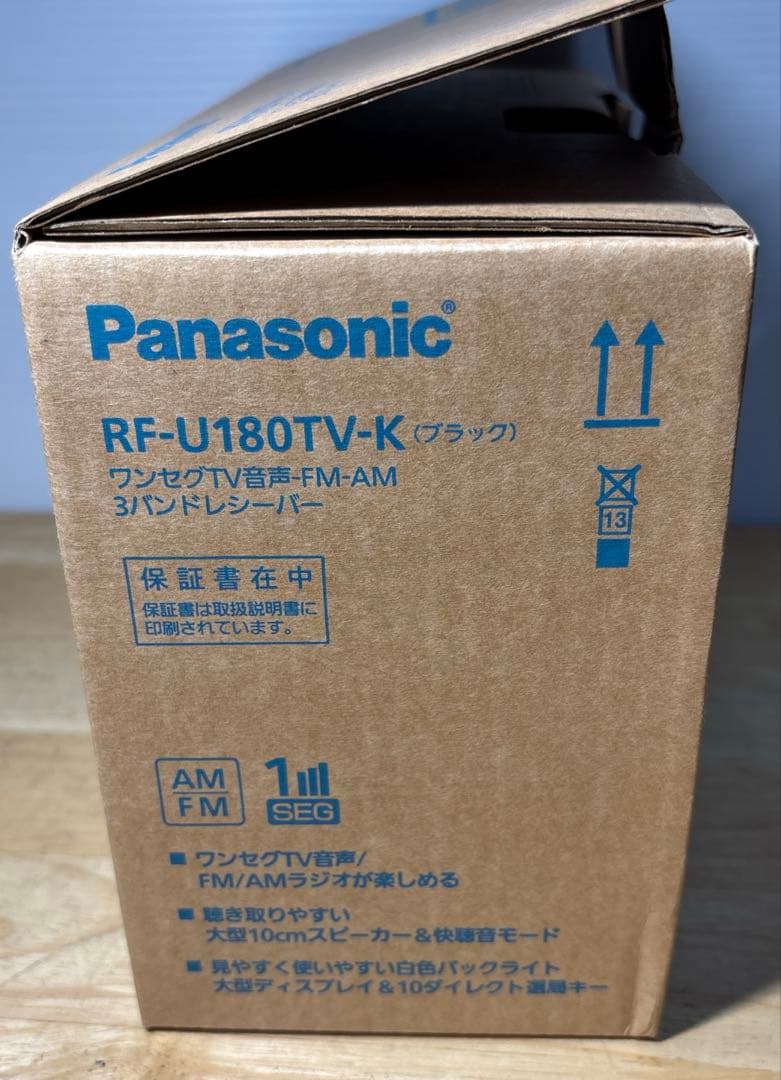 Panasonic®
RF-U180TV-K(ブラック)
ワンセグTV音声-FM-AM
3バンドレシーバー
13
保証書在中
保証書は取扱説明書に
印刷されています。
AM
FM
1
SEG
■ ワンセグTV音声/
FM/AMラジオが楽しめる
■ 聴き取りやすい
大型10cmスピーカー&快聴音モード
■ 見やすく使いやすい白色バックライト
大型ディスプレイ&10ダイレクト選局キー